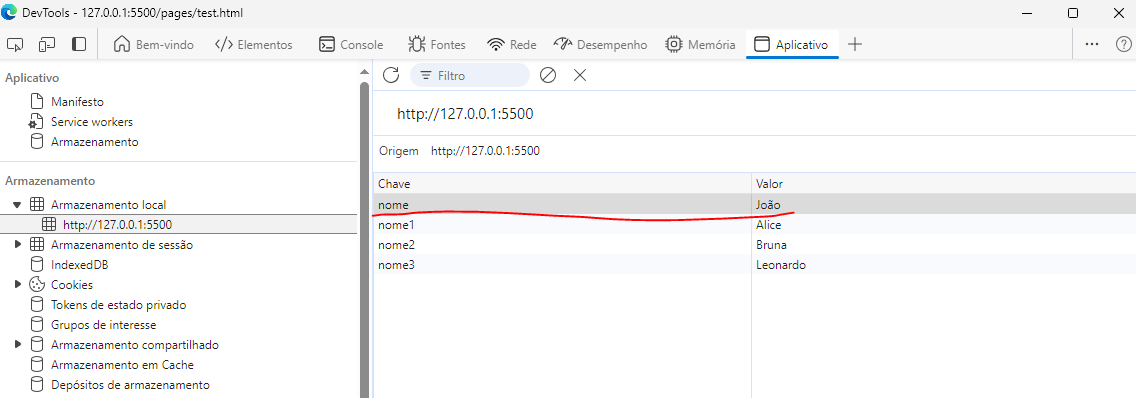 DevTools - 127.0.0.1:5500/pages/test.html
Bem-vindo Elementos Console Fontes Rede Desempenho Memória Aplicativo
Aplicativo
Manifesto
Service workers
Armazenamento
Armazenamento
Armazenamento local
http://127.0.0.1:5500
Armazenamento de sessão
IndexedDB
Cookies
Tokens de estado privado
Grupos de interesse
Armazenamento compartilhado
Armazenamento em Cache
Depósitos de armazenamento
Filtro
http://127.0.0.1:5500
Origem http://127.0.0.1:5500
Chave Valor
nome João
nome1 Alice
nome2 Bruna
nome3 Leonardo